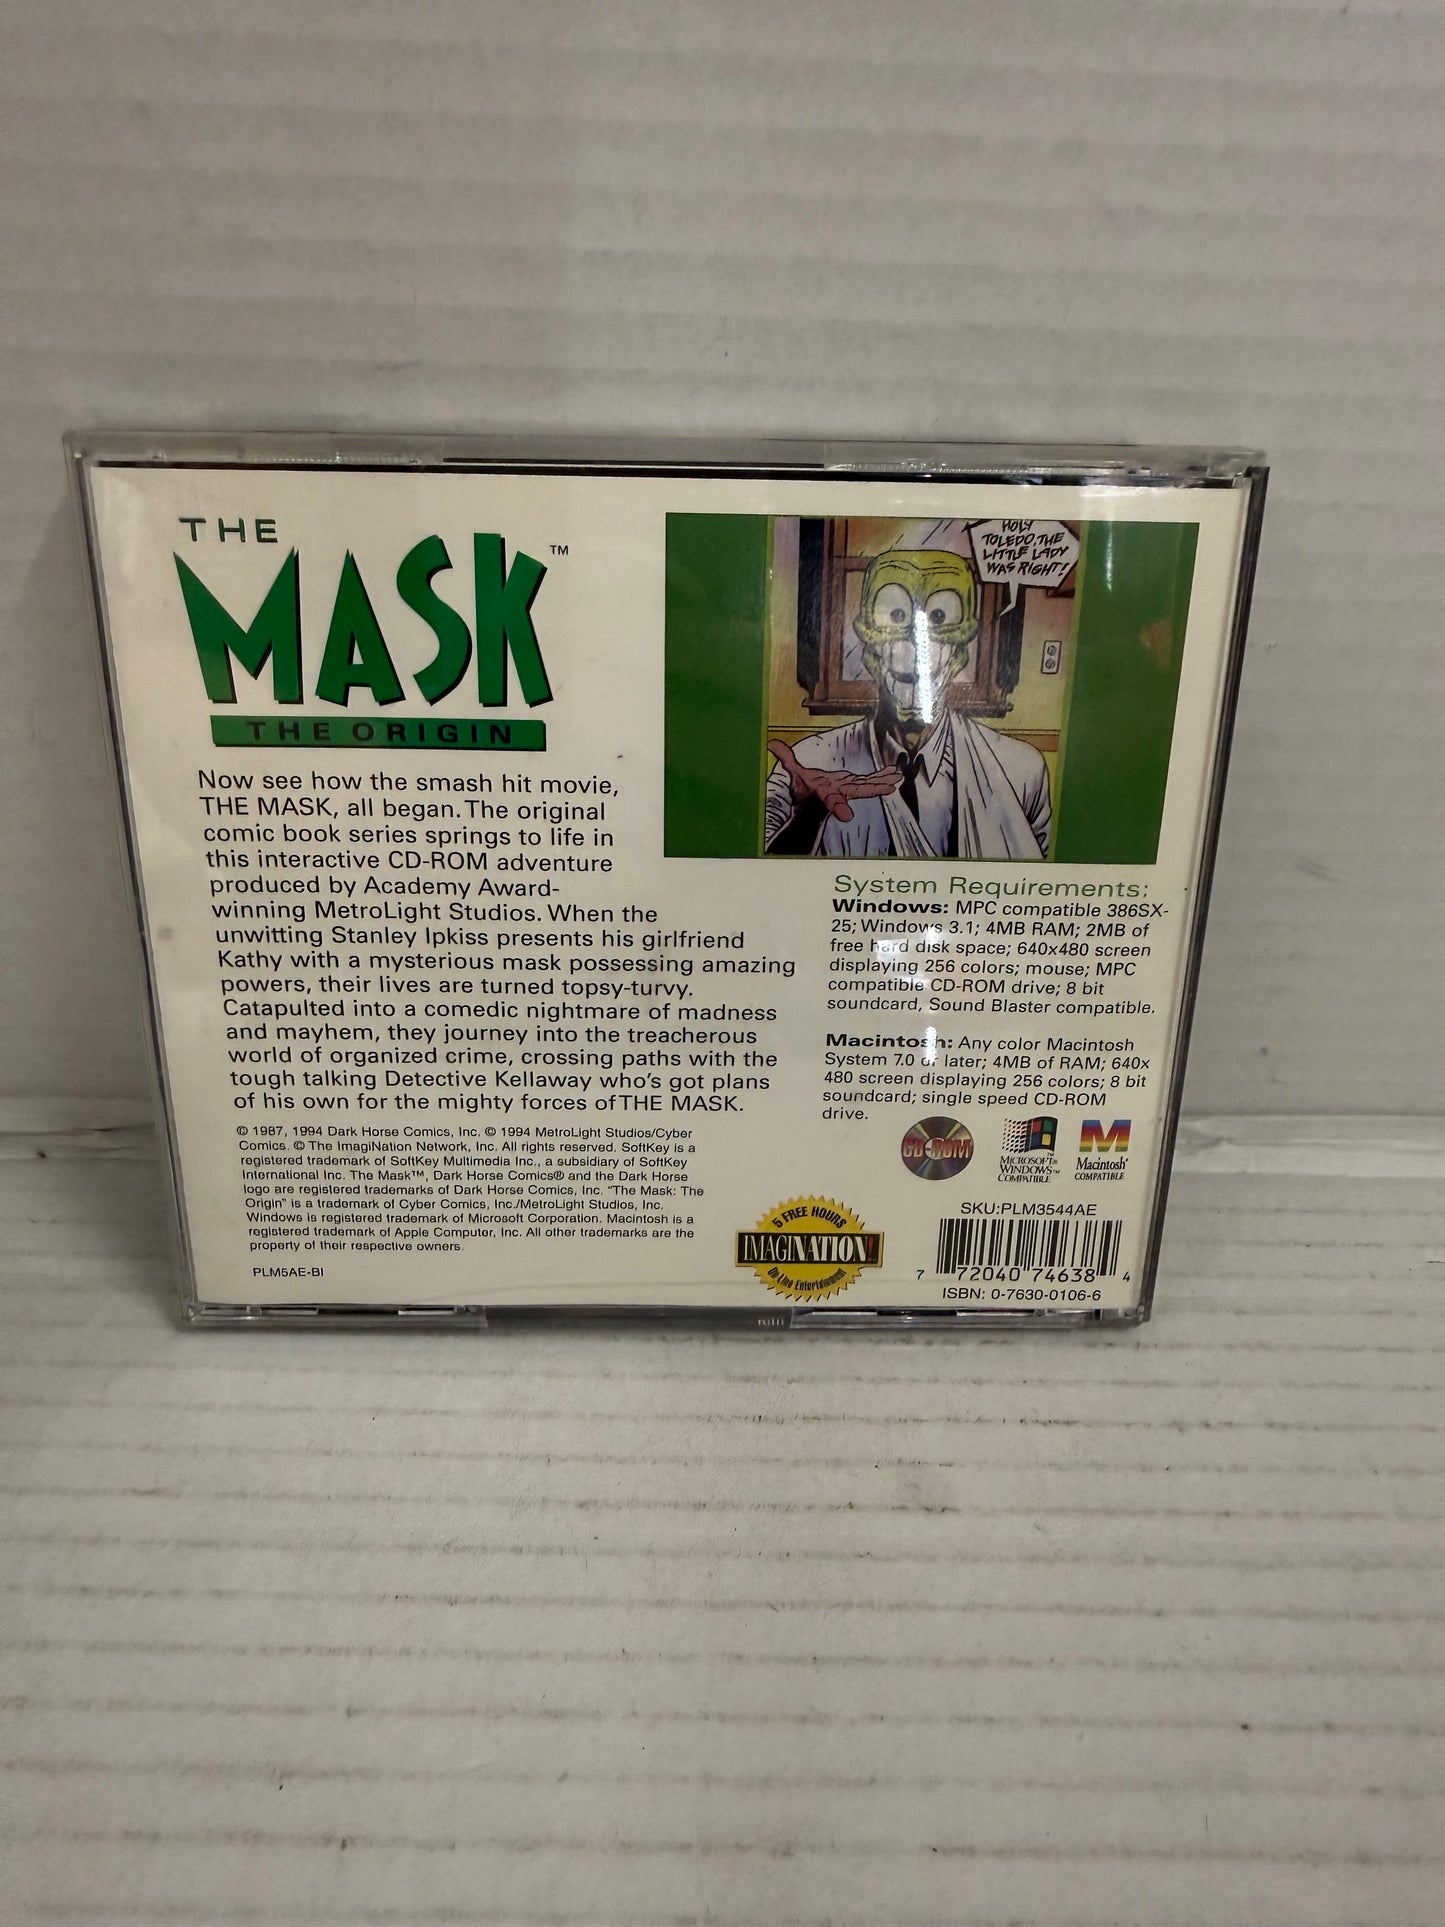 THE
MASK™
THE ORIGIN
Now see how the smash hit movie,
THE MASK, all began. The original
comic book series springs to life in
this interactive CD-ROM adventure
produced by Academy Award-
winning MetroLight Studios. When the
unwitting Stanley Ipkiss presents his girlfriend
Kathy with a mysterious mask possessing amazing
powers, their lives are turned topsy-turvy.
Catapulted into a comedic nightmare of madness
and mayhem, they journey into the treacherous
world of organized crime, crossing paths with the
tough talking Detective Kellaway who's got plans
of his own for the mighty forces of THE MASK.
© 1987, 1994 Dark Horse Comics, Inc. © 1994 MetroLight Studios/Cyber
Comics. © The ImagiNation Network, Inc. All rights reserved. SoftKey is a
registered trademark of SoftKey Multimedia Inc., a subsidiary of SoftKey
International Inc. The Mask™, Dark Horse Comics® and the Dark Horse
logo are registered trademarks of Dark Horse Comics, Inc. "The Mask: The
Origin" is a trademark of Cyber Comics, Inc./MetroLight Studios, Inc.
Windows is registered trademark of Microsoft Corporation. Macintosh is a
registered trademark of Apple Computer, Inc. All other trademarks are the
property of their respective owners.
PLM5AE-BI
HOLY
TOLEDO, THE
LITTLE LADY
WAS RIGHT!
System Requirements:
Windows: MPC compatible 386SX-
25; Windows 3.1; 4MB RAM; 2MB of
free hard disk space; 640x480 screen
displaying 256 colors; mouse; MPC
compatible CD-ROM drive; 8 bit
soundcard, Sound Blaster compatible.
Macintosh: Any color Macintosh
System 7.0 or later; 4MB of RAM; 640x
480 screen displaying 256 colors; 8 bit
soundcard; single speed CD-ROM
drive.
CD-ROM
MICROSOFT®
WINDOWS™
COMPATIBLE
Macintosh®
COMPATIBLE
5 FREE HOURS
IMAGINATION!
On-Line Entertainment
SKU:PLM3544AE
7 72040 74638 4
ISBN: 0-7630-0106-6